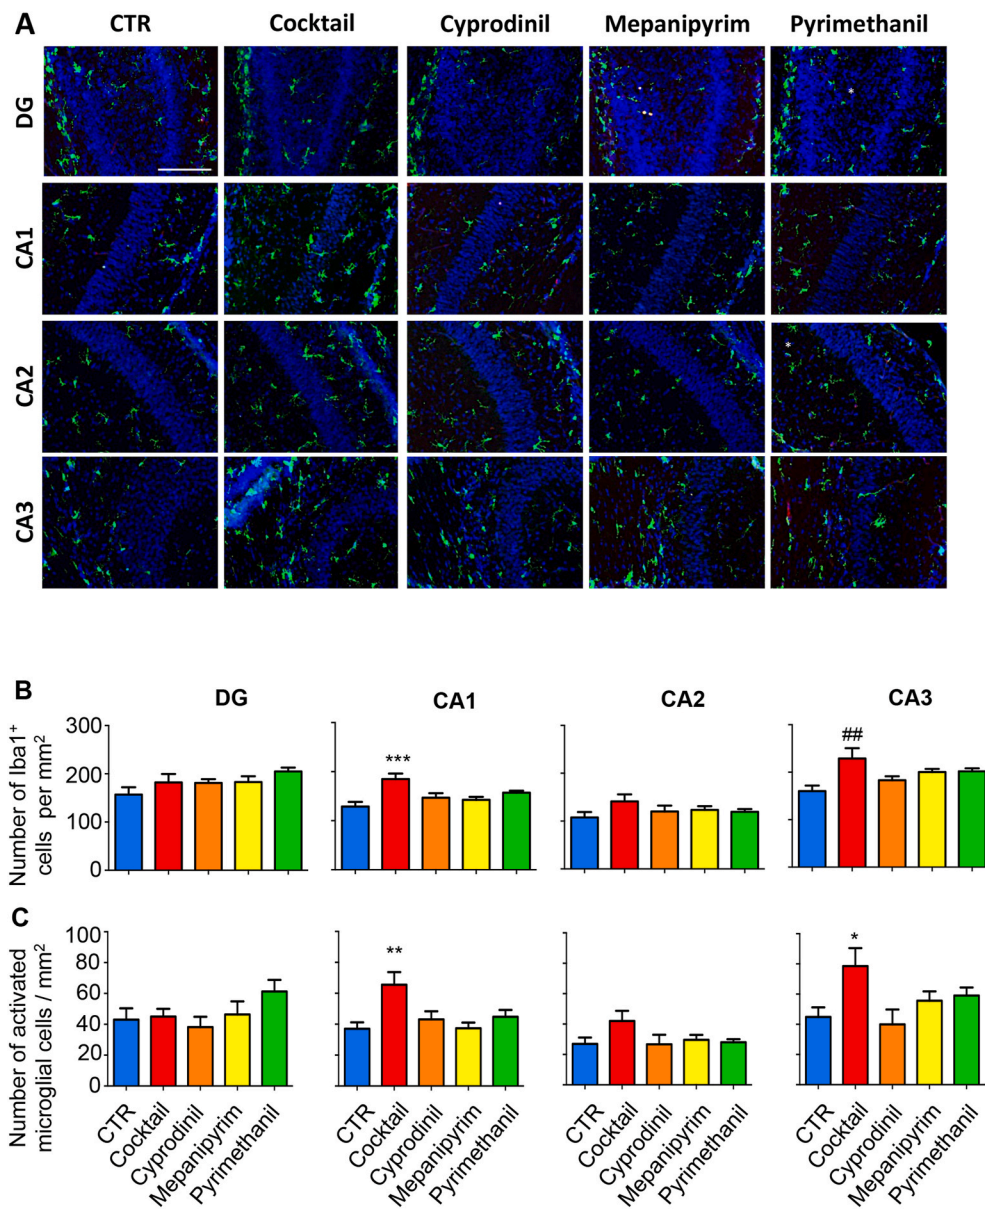 A
CTR Cocktail Cyprodinil Mepanipyrim Pyrimethanil
DG
*
CA1
CA2
*
CA3
B
DG CA1 CA2 CA3
Number of Iba1⁺
cells per mm²
300
200
100
0
***
##
C
Number of activated
microglial cells / mm²
100
80
60
40
20
0
**
*
CTR Cocktail Cyprodinil Mepanipyrim Pyrimethanil
CTR Cocktail Cyprodinil Mepanipyrim Pyrimethanil
CTR Cocktail Cyprodinil Mepanipyrim Pyrimethanil
CTR Cocktail Cyprodinil Mepanipyrim Pyrimethanil